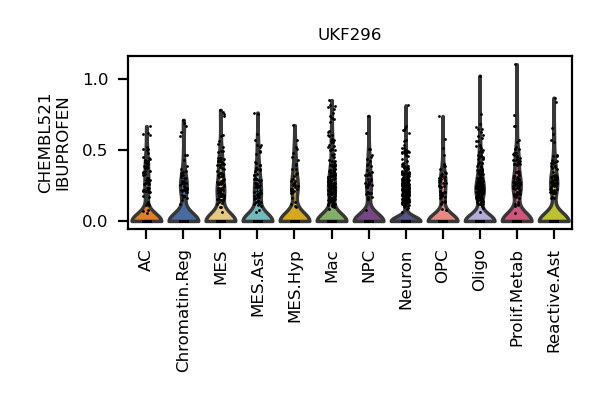 UKF296
CHEMBL521
IBUPROFEN
1.0
0.5
0.0
AC
Chromatin.Reg
MES
MES.Ast
MES.Hyp
Mac
NPC
Neuron
OPC
Oligo
Prolif.Metab
Reactive.Ast